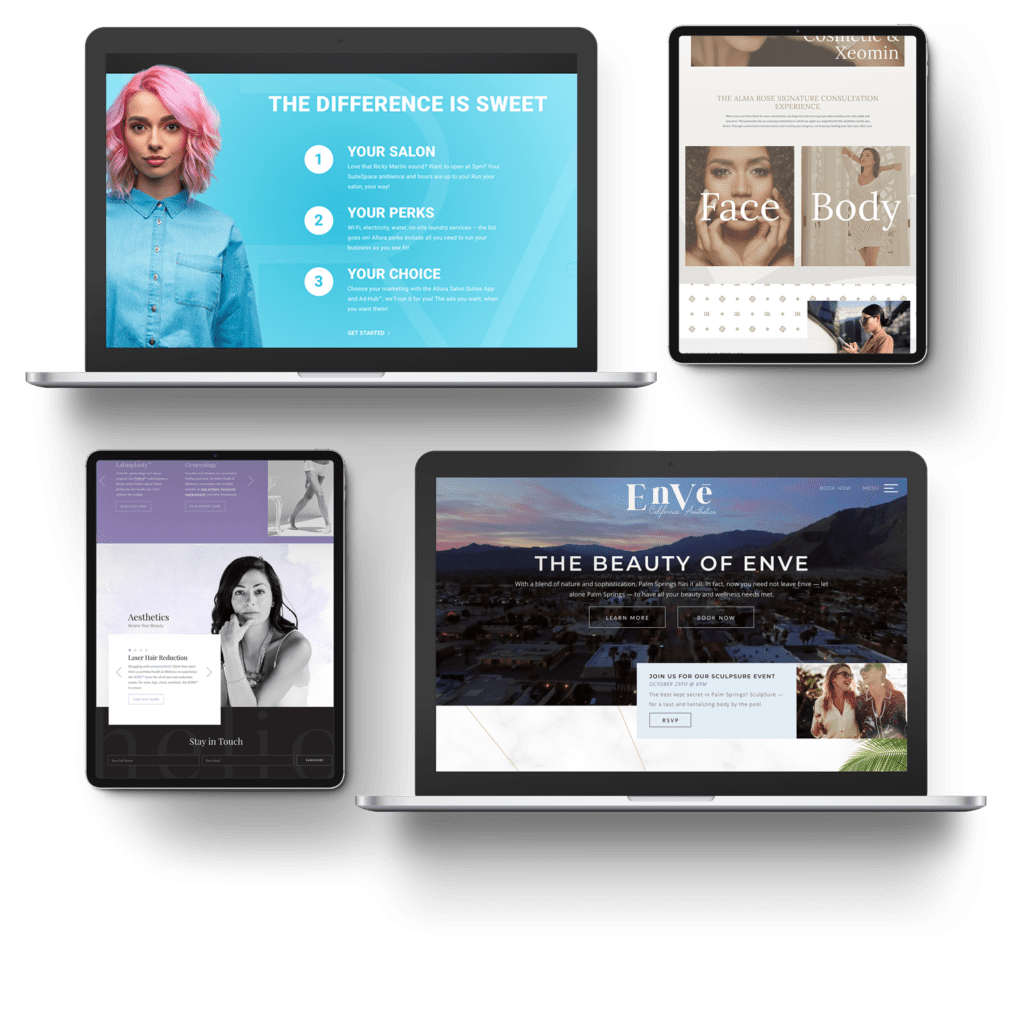 THE DIFFERENCE IS SWEET
1
YOUR SALON
Love that Ricky Martin sound? Want to open at 3pm? Your
SuiteSpace ambience and hours are up to you! Run your
salon, your way!
2
YOUR PERKS
Wi-Fi, electricity, water, on-site laundry services – the list
goes on! Allura perks include all you need to run your
business as you see fit!
3
YOUR CHOICE
Choose your marketing with the Allura Salon Suites App
and Ad-Hub™, we'll run it for you! The ads you want, when
you want them!
GET STARTED
Cosmetic &
Xeomin
THE ALMA ROSE SIGNATURE CONSULTATION
EXPERIENCE
Face
Body
Labiaplasty™
Gynecology
Aesthetics
Renew Your Beauty
Laser Hair Reduction
Stay in Touch
Your Full Name
Your Email
SUBSCRIBE
EnVē
California Aesthetics
BOOK NOW
MENU
THE BEAUTY OF ENVE
With a blend of nature and sophistication, Palm Springs has it all. In fact, now you need not leave Enve — let
alone Palm Springs — to have all your beauty and wellness needs met.
LEARN MORE
BOOK NOW
JOIN US FOR OUR SCULPSURE EVENT
OCTOBER 29TH @ 6PM
The best kept secret in Palm Springs? SculpSure —
for a taut and tantalizing body by the pool.
RSVP